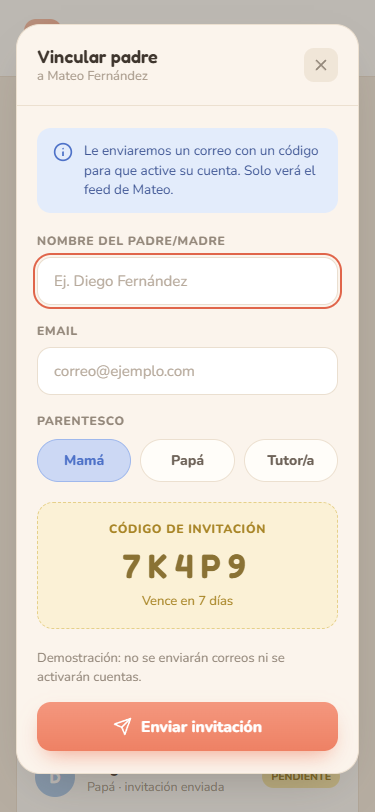 Vincular padre
a Mateo Fernández
Le enviaremos un correo con un código
para que active su cuenta. Solo verá el
feed de Mateo.
NOMBRE DEL PADRE/MADRE
Ej. Diego Fernández
EMAIL
correo@ejemplo.com
PARENTESCO
Mamá Papá Tutor/a
CÓDIGO DE INVITACIÓN
7K4P9
Vence en 7 días
Demostración: no se enviarán correos ni se
activarán cuentas.
Enviar invitación
PENDIENTE
Papá · invitación enviada